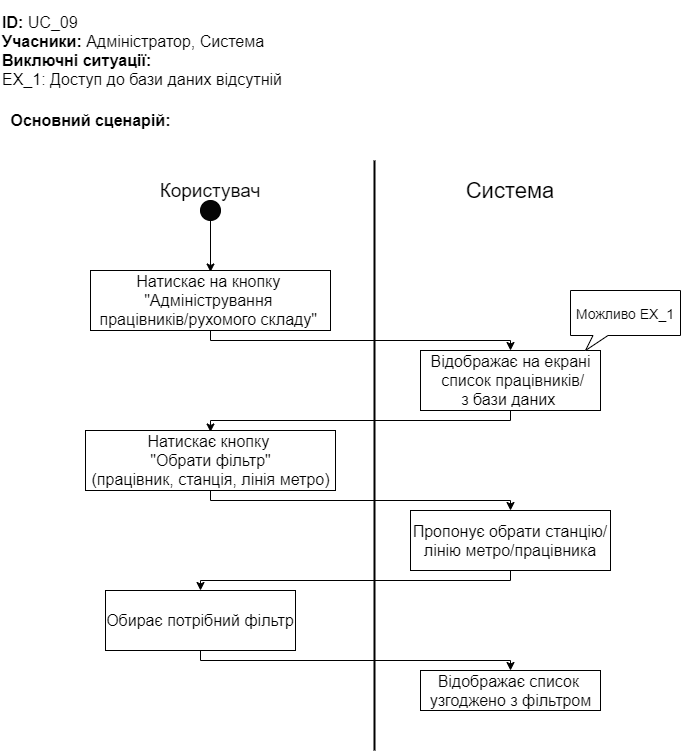 ID: UC_09
Учасники: Адміністратор, Система
Виключні ситуації:
EX_1: Доступ до бази даних відсутній
Основний сценарій:
Користувач
Система
Натискає на кнопку
"Адміністрування
працівників/рухомого складу"
Можливо EX_1
Відображає на екрані
список працівників/
з бази даних
Натискає кнопку
"Обрати фільтр"
(працівник, станція, лінія метро)
Пропонує обрати станцію/
лінію метро/працівника
Обирає потрібний фільтр
Відображає список
узгоджено з фільтром